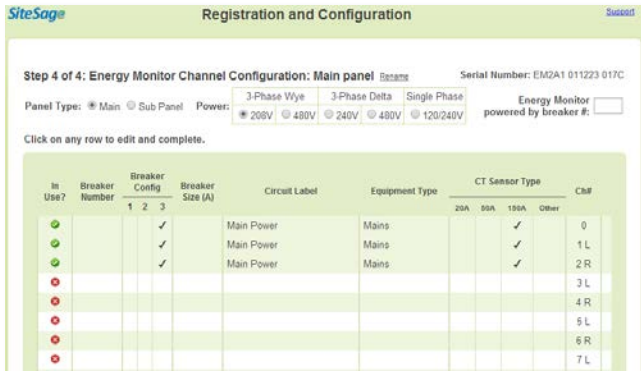 SiteSage
Registration and Configuration
Support
Step 4 of 4: Energy Monitor Channel Configuration: Main panel Rename
Serial Number: EM2A1 011223 017C
Panel Type: Main Sub Panel Power:
3-Phase Wye 3-Phase Delta Single Phase
208V 480V 240V 480V 120/240V
Energy Monitor
powered by breaker #:
Click on any row to edit and complete.
In Use? Breaker Number Breaker Config 1 2 3 Breaker Size (A) Circuit Label Equipment Type CT Sensor Type 20A 50A 150A Other Ch#
✓ Main Power Mains ✓ 0
✓ Main Power Mains ✓ 1 L
✓ Main Power Mains ✓ 2 R
3 L
4 R
5 L
6 R
7 L